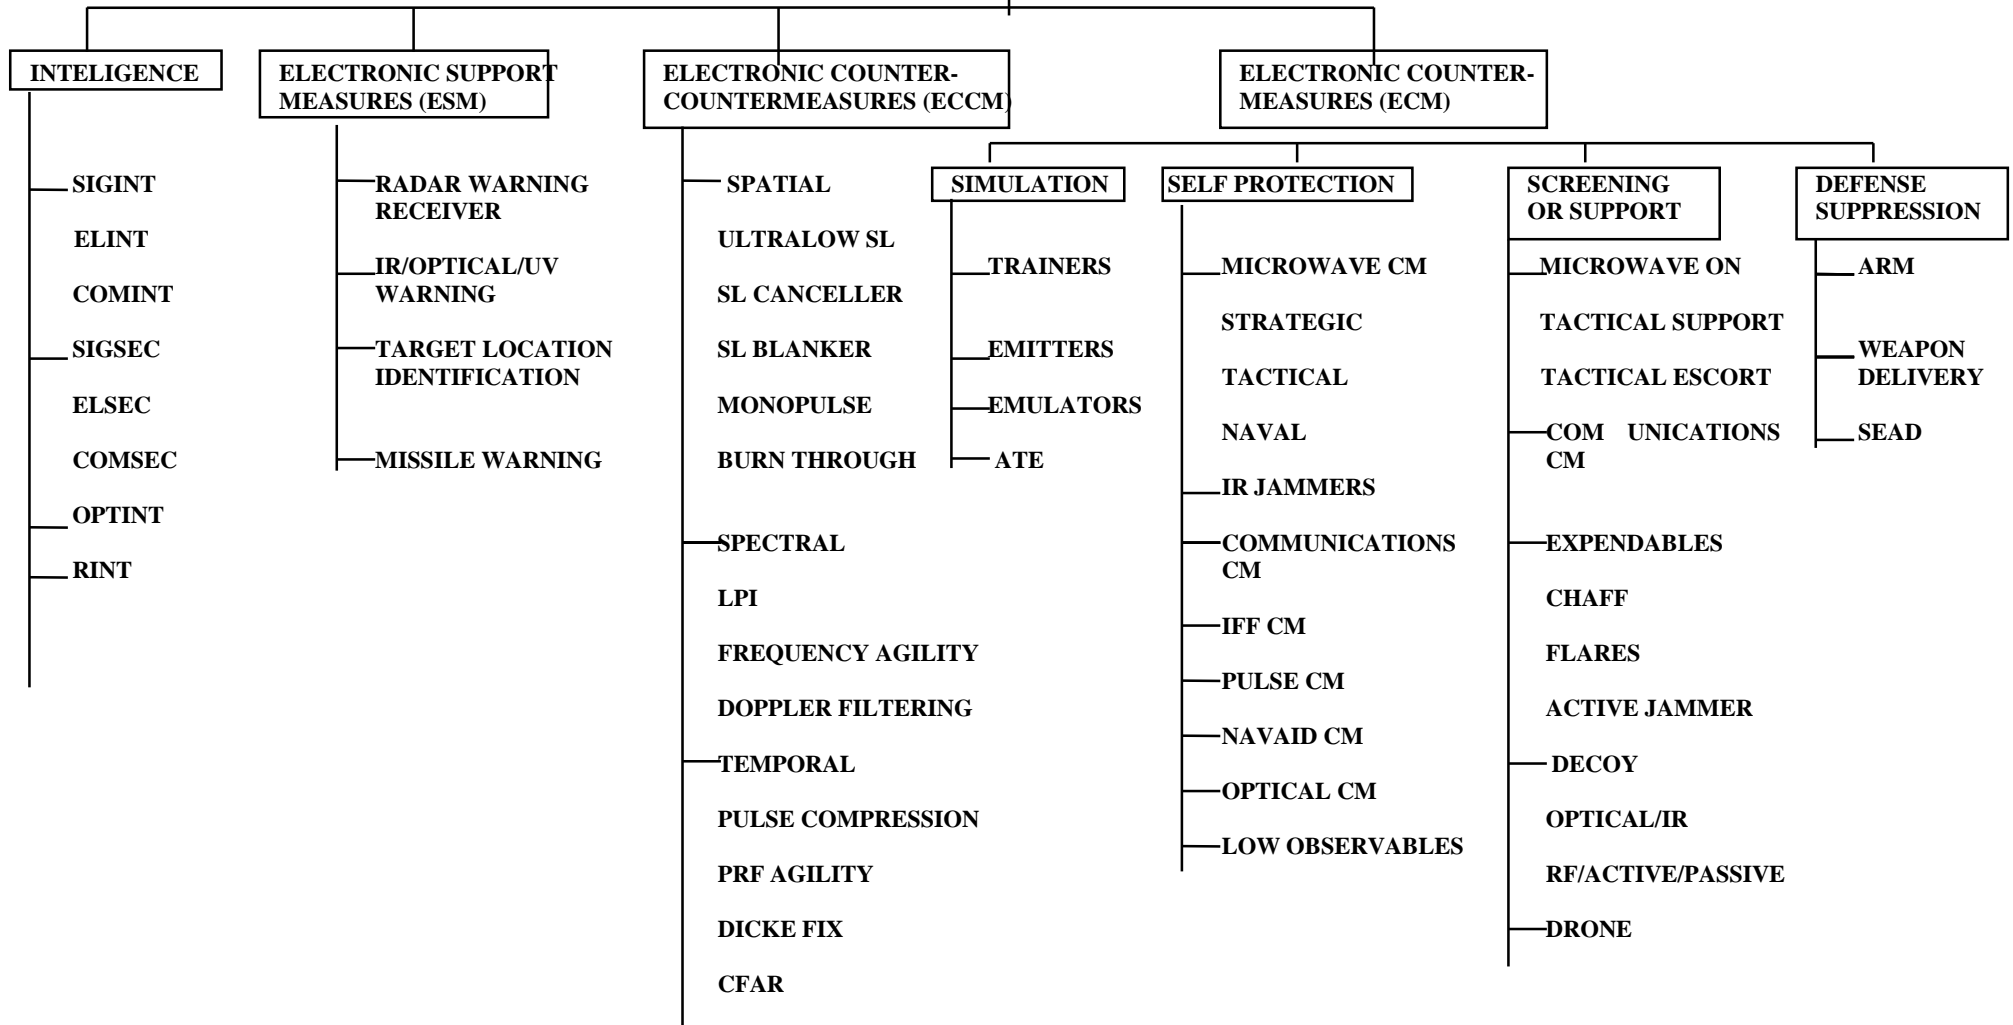 INTELIGENCE
SIGINT
ELINT
COMINT
SIGSEC
ELSEC
COMSEC
OPTINT
RINT
ELECTRONIC SUPPORT
MEASURES (ESM)
RADAR WARNING
RECEIVER
IR/OPTICAL/UV
WARNING
TARGET LOCATION
IDENTIFICATION
MISSILE WARNING
ELECTRONIC COUNTER-
COUNTERMEASURES (ECCM)
SPATIAL
ULTRALOW SL
SL CANCELLER
SL BLANKER
MONOPULSE
BURN THROUGH
SPECTRAL
LPI
FREQUENCY AGILITY
DOPPLER FILTERING
TEMPORAL
PULSE COMPRESSION
PRF AGILITY
DICKE FIX
CFAR
ELECTRONIC COUNTER-
MEASURES (ECM)
SIMULATION
TRAINERS
EMITTERS
EMULATORS
ATE
SELF PROTECTION
MICROWAVE CM
STRATEGIC
TACTICAL
NAVAL
IR JAMMERS
COMMUNICATIONS
CM
IFF CM
PULSE CM
NAVAID CM
OPTICAL CM
LOW OBSERVABLES
SCREENING
OR SUPPORT
MICROWAVE ON
TACTICAL SUPPORT
TACTICAL ESCORT
COM UNICATIONS
CM
EXPENDABLES
CHAFF
FLARES
ACTIVE JAMMER
DECOY
OPTICAL/IR
RF/ACTIVE/PASSIVE
DRONE
DEFENSE
SUPPRESSION
ARM
WEAPON
DELIVERY
SEAD